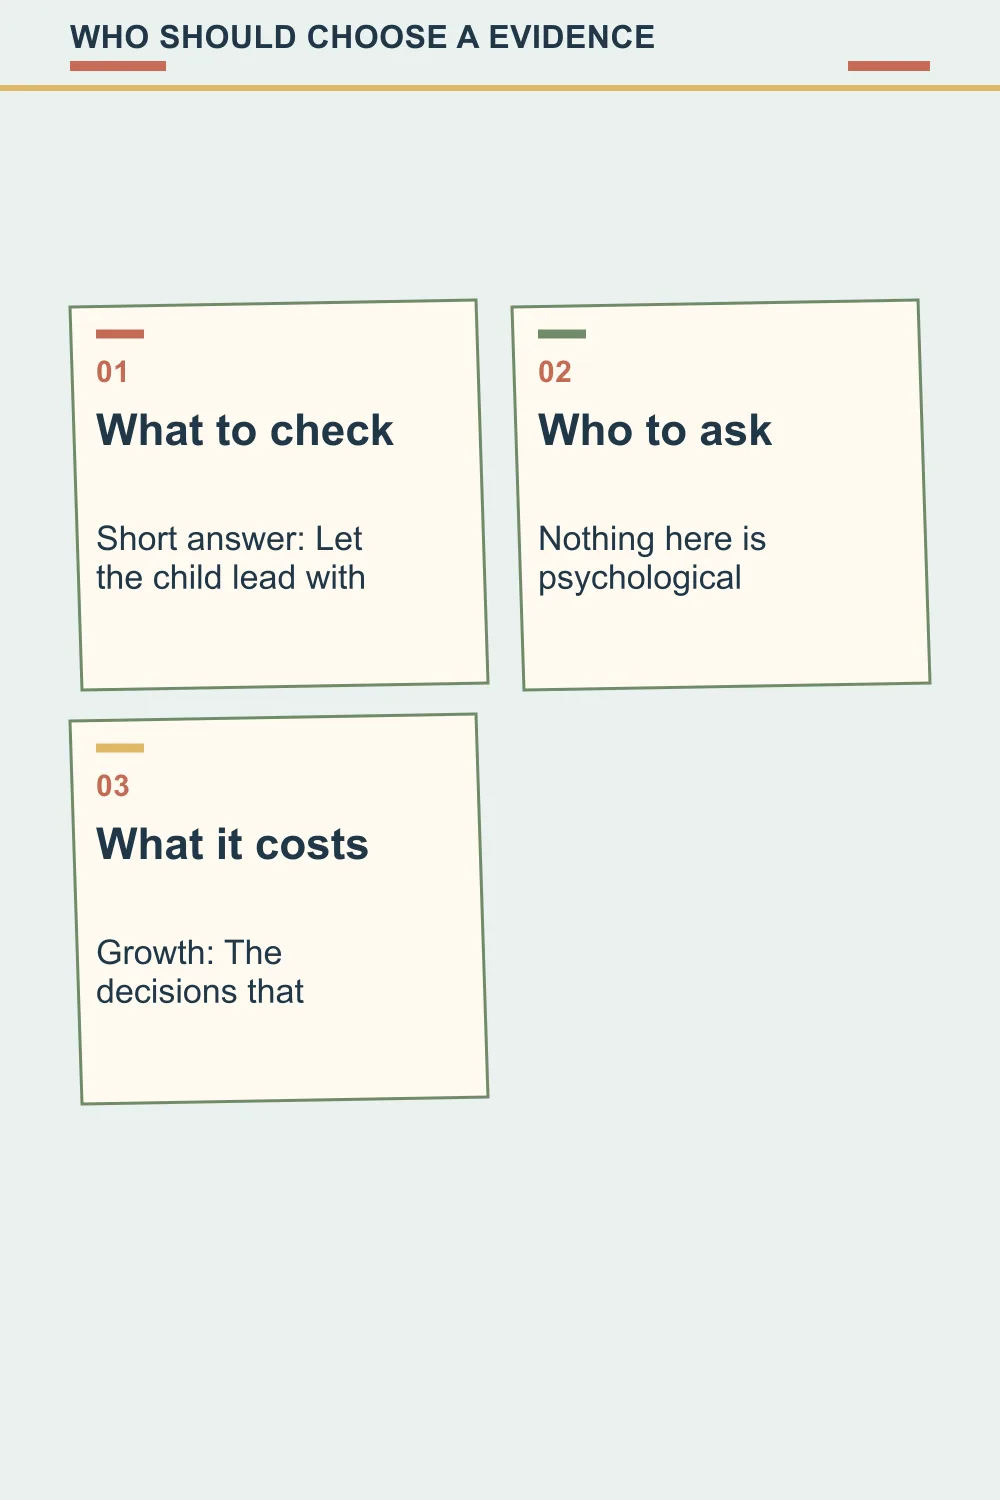 WHO SHOULD CHOOSE A EVIDENCE
01
What to check
Short answer: Let
the child lead with
02
Who to ask
Nothing here is
psychological
03
What it costs
Growth: The
decisions that